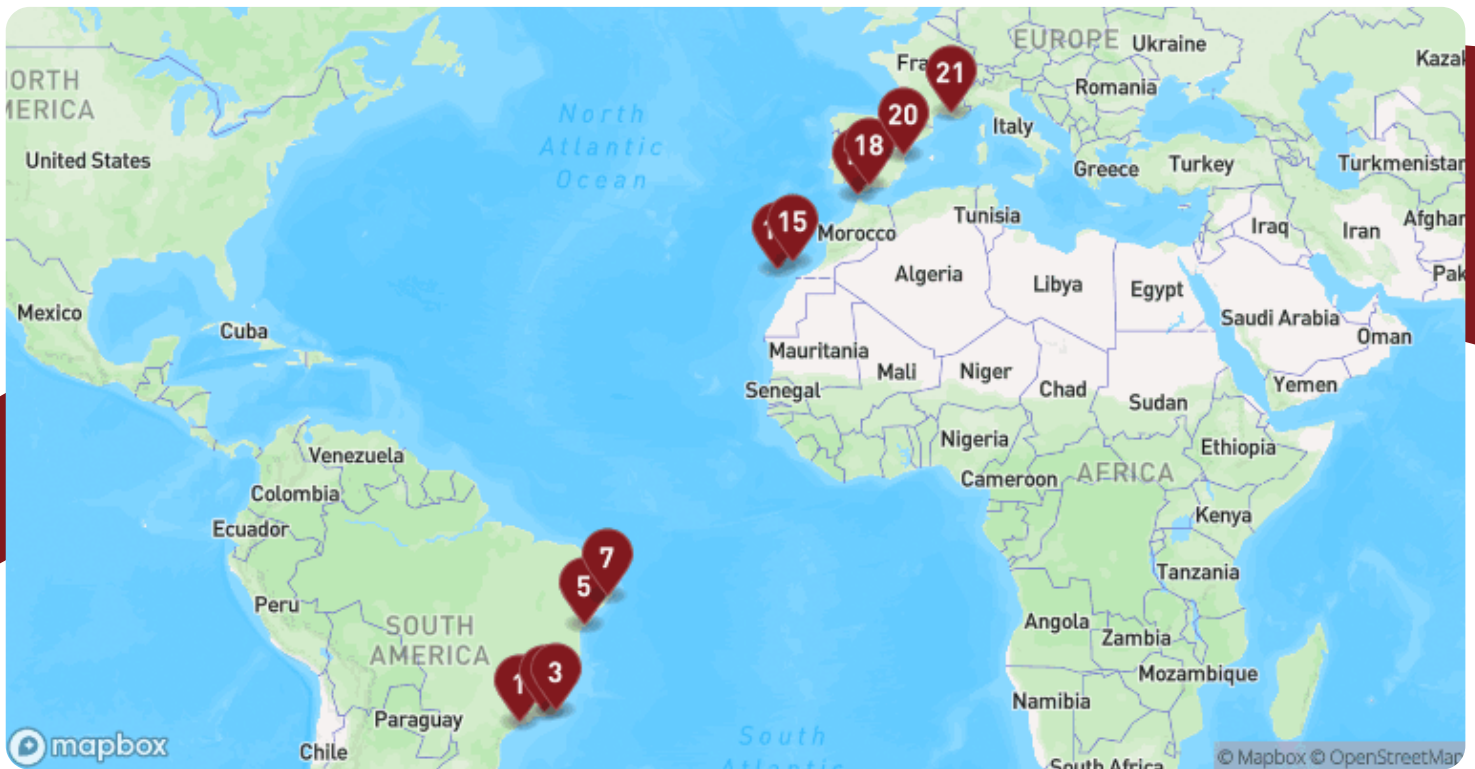 EUROPE
Ukraine
Fra
21
Kazak
ORTH
MERICA
Romania
North
Atlantic
Ocean
20
Italy
18
United States
Greece
Turkey
Turkmenistan
15
Morocco
Tunisia
Iraq
Iran
Afghan
Algeria
Libya
Egypt
Pak
Mexico
Cuba
Saudi Arabia
Oman
Mauritania
Mali
Niger
Chad
Yemen
Senegal
Sudan
Nigeria
Ethiopia
Venezuela
Colombia
Cameroon
AFRICA
Ecuador
Kenya
7
5
Tanzania
Peru
SOUTH
AMERICA
Angola
Zambia
1
3
Mozambique
Namibia
Paraguay
South
Atlantic
mapbox
Chile
South Africa
© Mapbox © OpenStreetMap